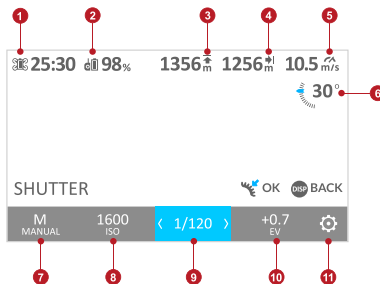 1 2 3 4 5
25:30 98% 1356 m 1256 m 10.5 m/s
30° 6
SHUTTER OK DISP BACK
M 1600 1/120 +0.7
MANUAL ISO EV
7 8 9 10 11